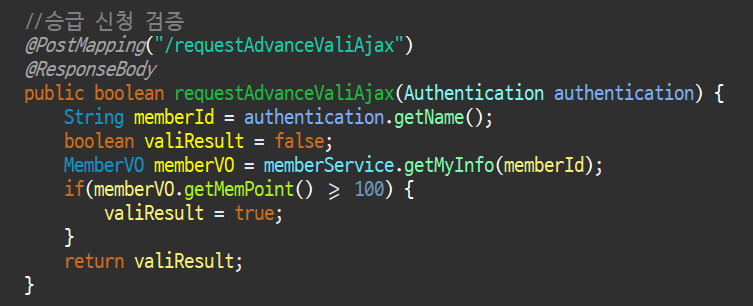 //승급 신청 검증
@PostMapping("/requestAdvanceValiAjax")
@ResponseBody
public boolean requestAdvanceValiAjax(Authentication authentication) {
    String memberId = authentication.getName();
    boolean valiResult = false;
    MemberVO memberVO = memberService.getMyInfo(memberId);
    if(memberVO.getMemPoint() ⩾ 100) {
        valiResult = true;
    }
    return valiResult;
}